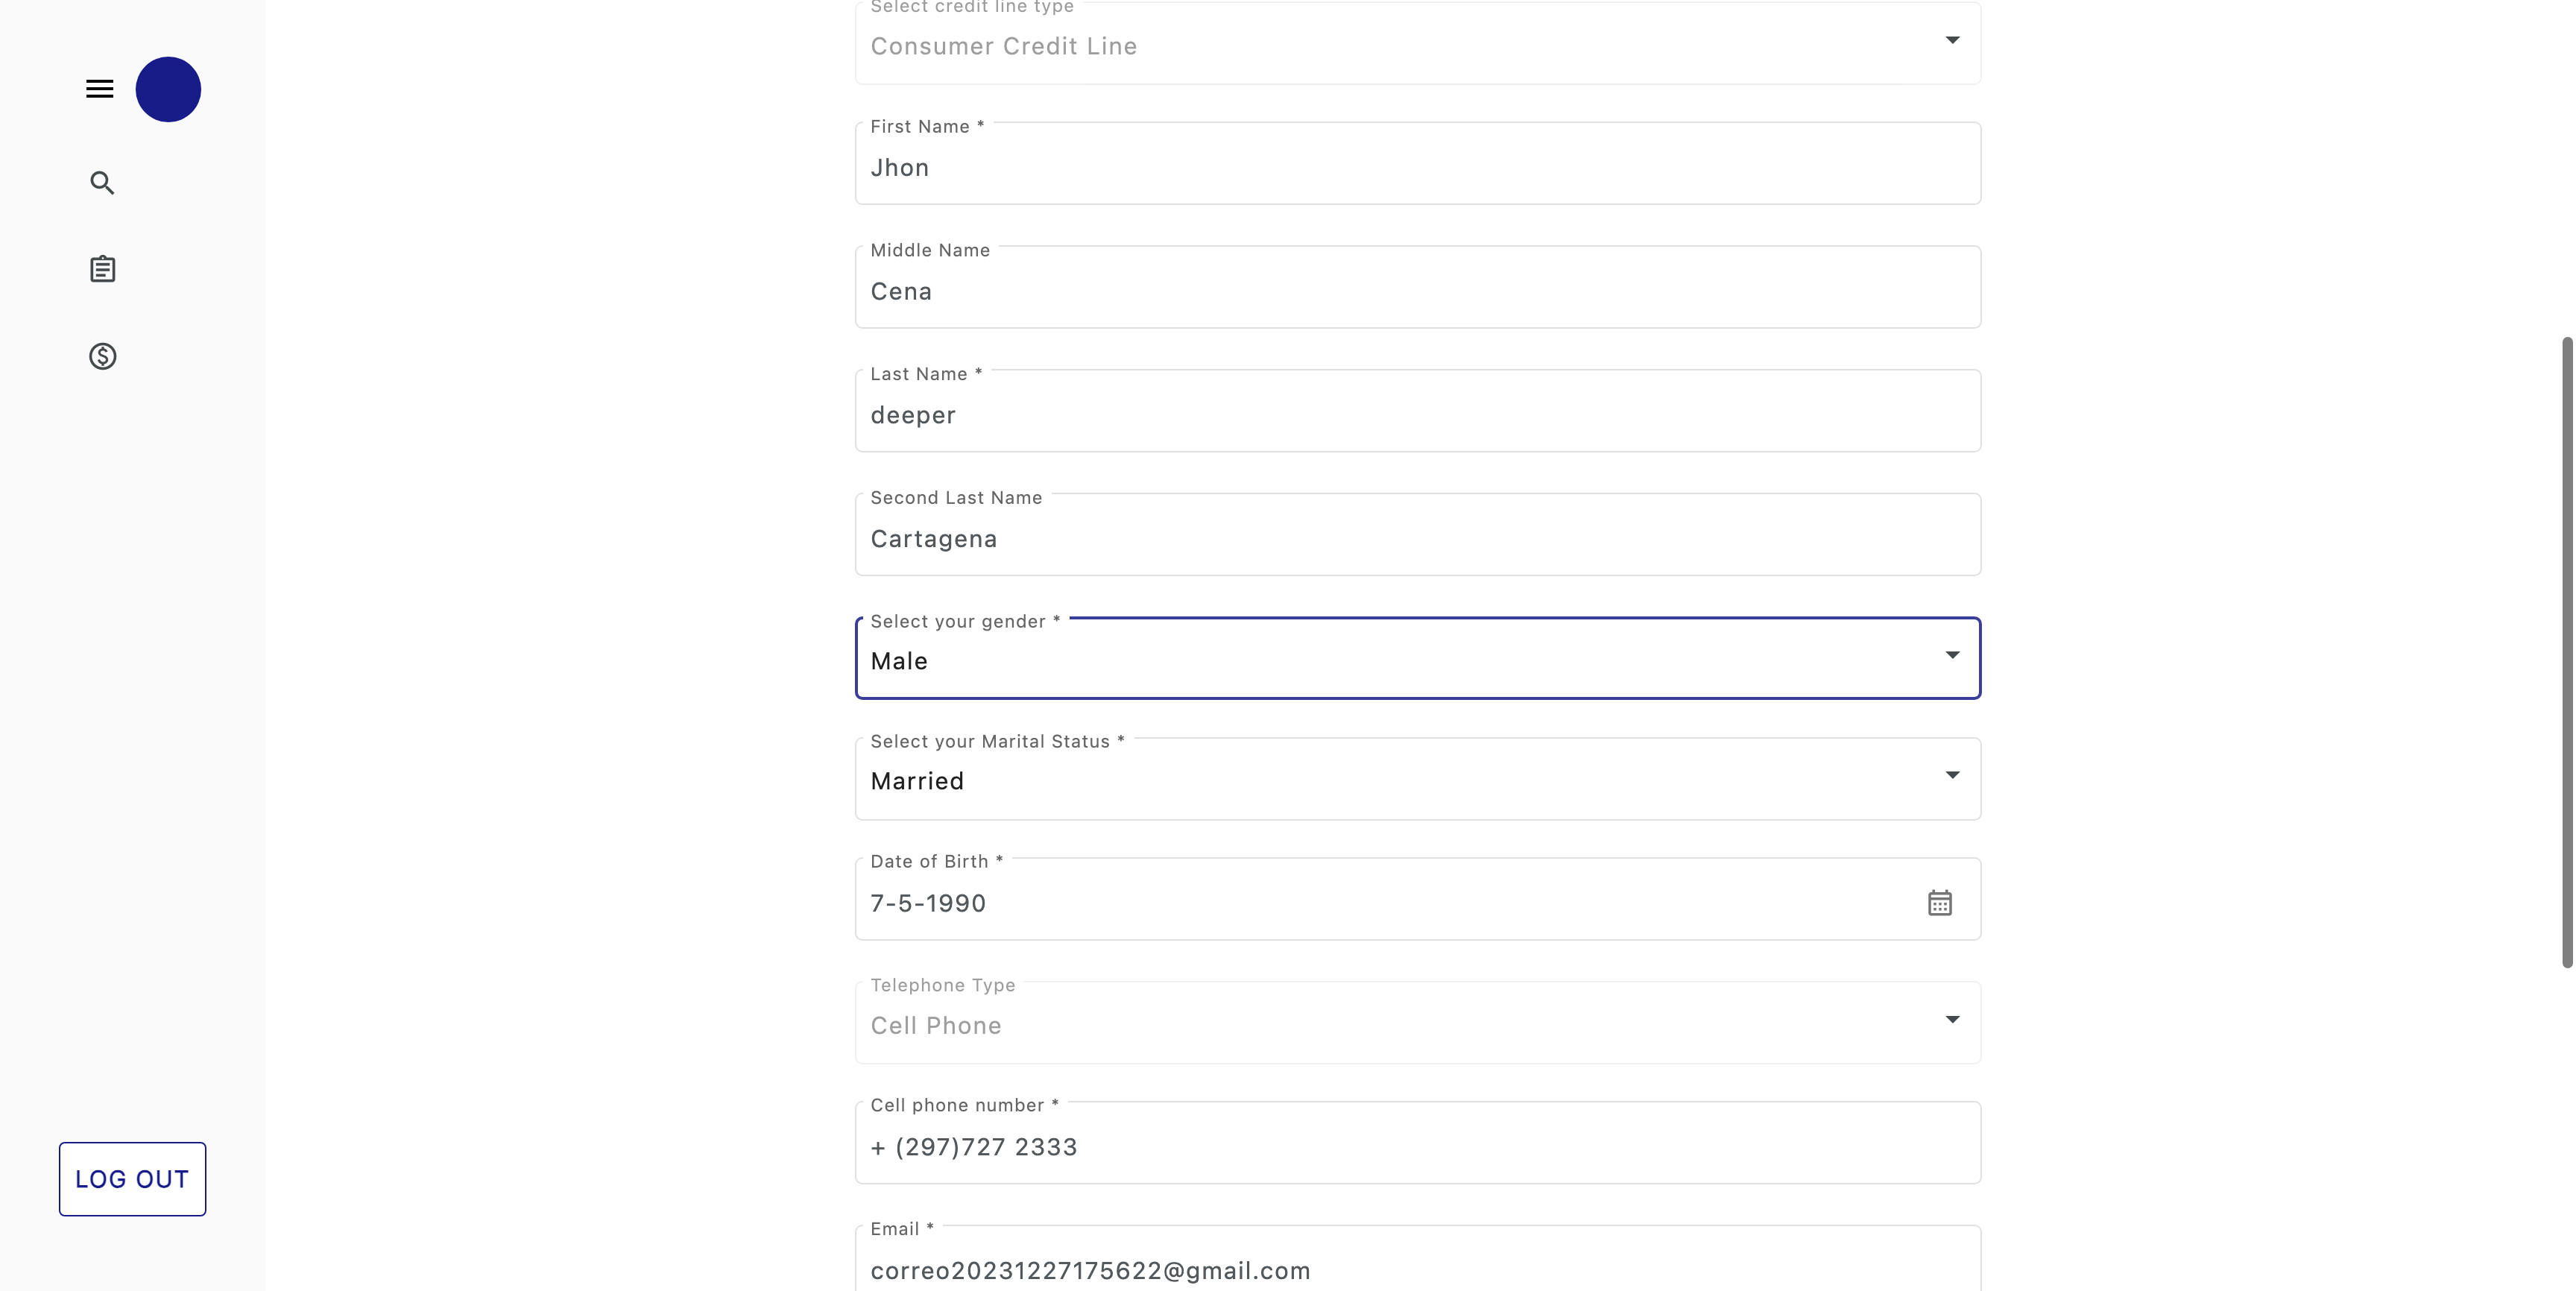 Select credit line type
Consumer Credit Line
First Name *
Jhon
Middle Name
Cena
Last Name *
deeper
Second Last Name
Cartagena
Select your gender *
Male
Select your Marital Status *
Married
Date of Birth *
7-5-1990
Telephone Type
Cell Phone
Cell phone number *
+ (297)727 2333
Email *
correo20231227175622@gmail.com
LOG OUT